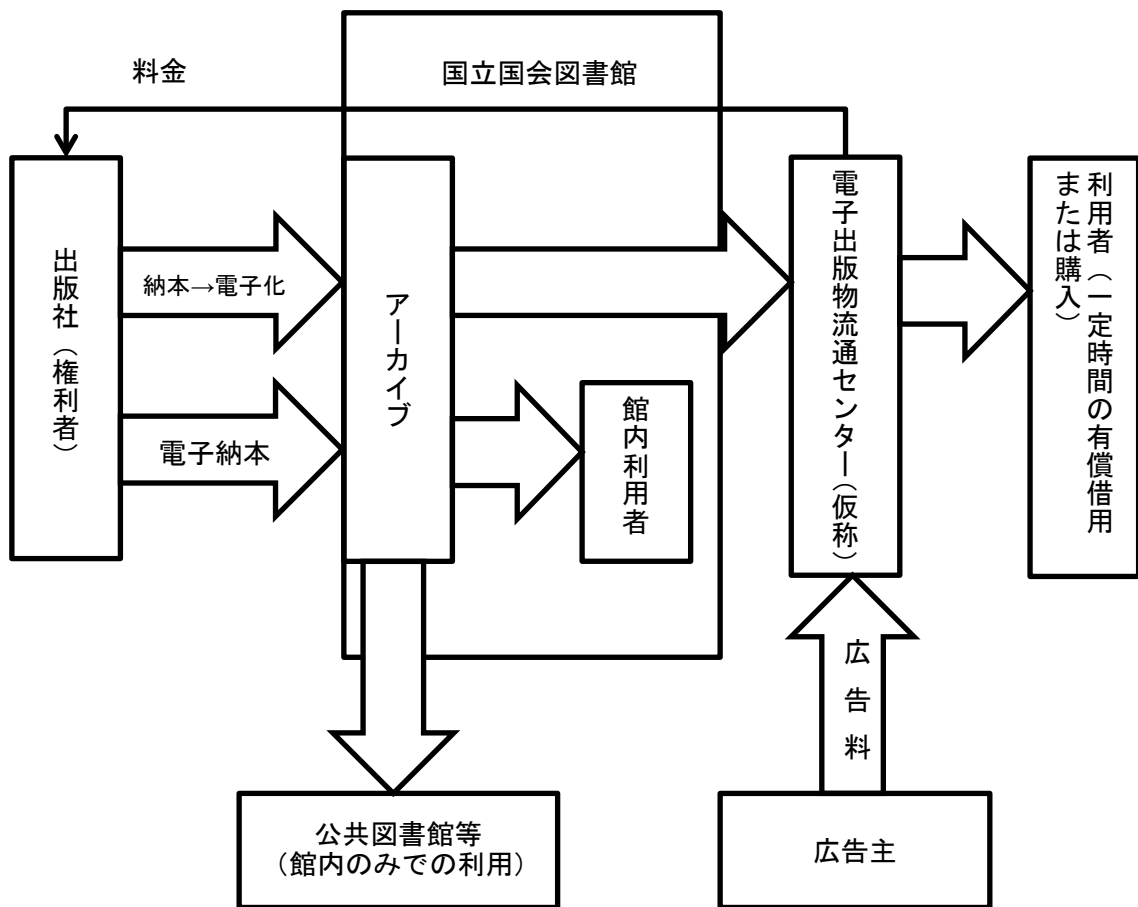 料金
国立国会図書館
出版社（権利者）
納本→電子化
電子納本
アーカイブ
館内利用者
電子出版物流通センター（仮称）
利用者（一定時間の有償借用
または購入）
広告料
公共図書館等
（館内のみでの利用）
広告主